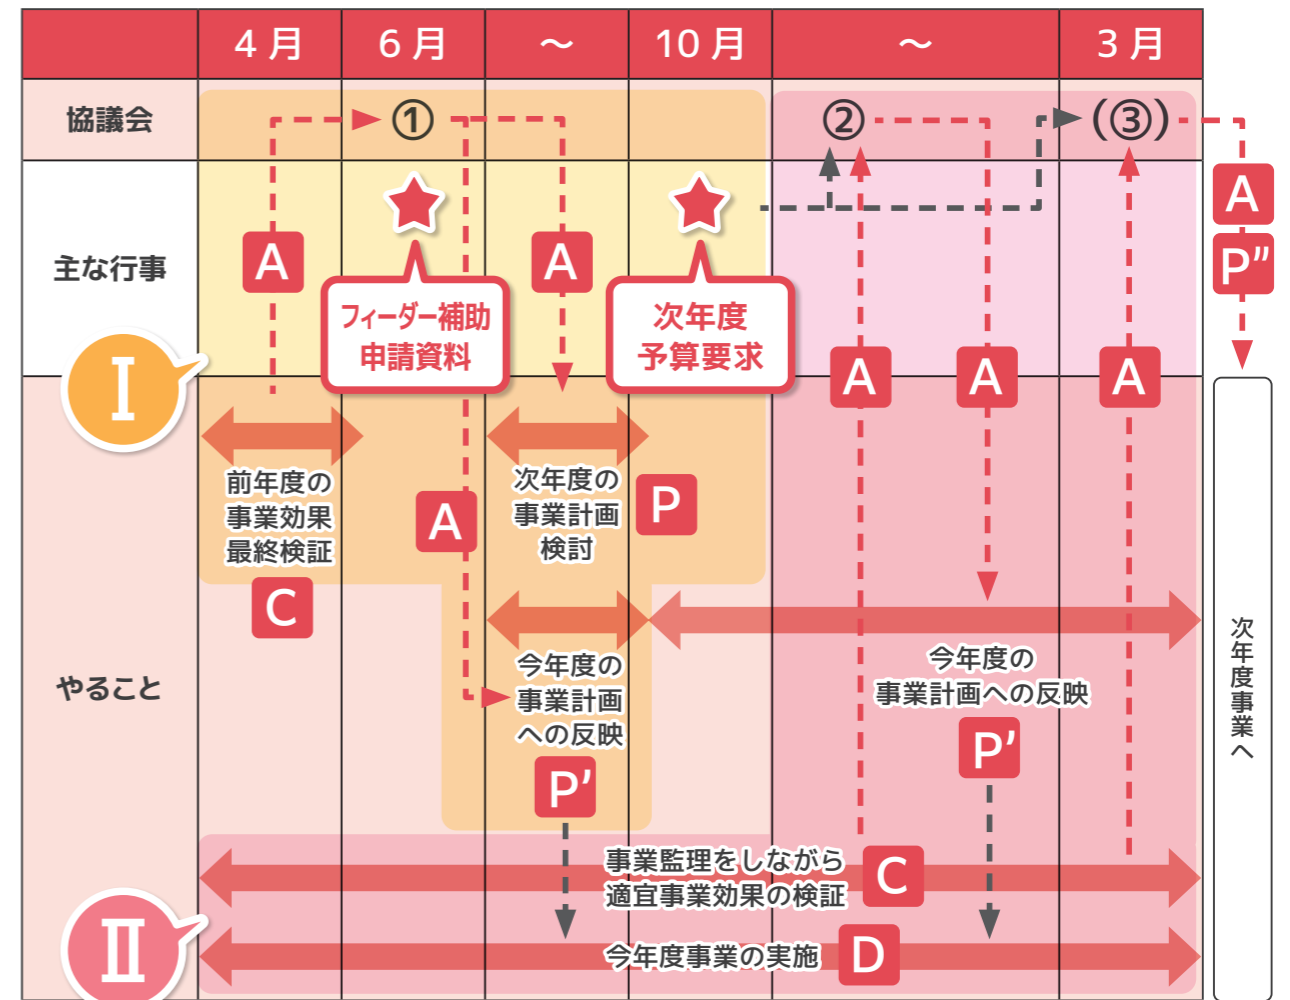 4月 6月 〜 10月 〜 3月
協議会
① ② (③)
主な行事
A
A
A
P”
フィーダー補助
申請資料
次年度
予算要求
Ⅰ
A
A
A
前年度の
事業効果
最終検証
C
A
次年度の
事業計画
検討
P
やること
今年度の
事業計画
への反映
P’
今年度の
事業計画への反映
P’
次年度事業へ
事業監理をしながら
適宜事業効果の検証
C
Ⅱ
今年度事業の実施
D